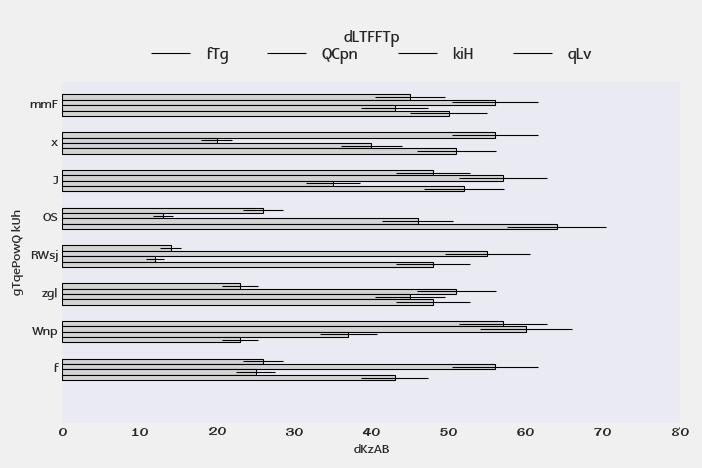 dLTFFTp
fTg QCpn kiH qLv
mmF
x
J
OS
RWsj
zgl
Wnp
f
gTqePowQ kUh
0 10 20 30 40 50 60 70 80
dKzAB